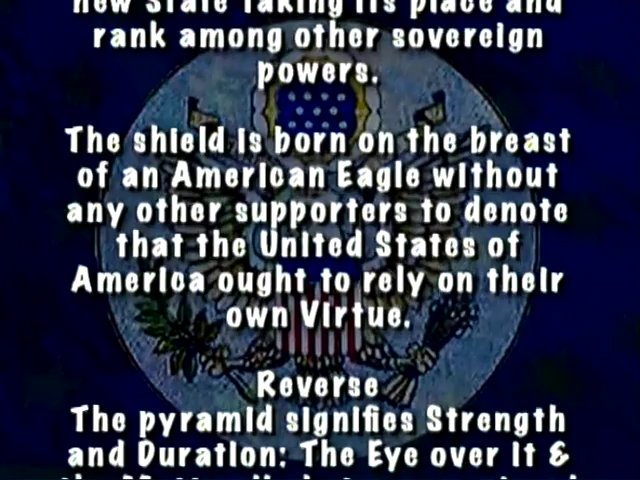 new State taking its place and
rank among other sovereign
powers.
The shield is born on the breast
of an American Eagle without
any other supporters to denote
that the United States of
America ought to rely on their
own Virtue.
Reverse
The pyramid signifies Strength
and Duration: The Eye over it &
the Motto